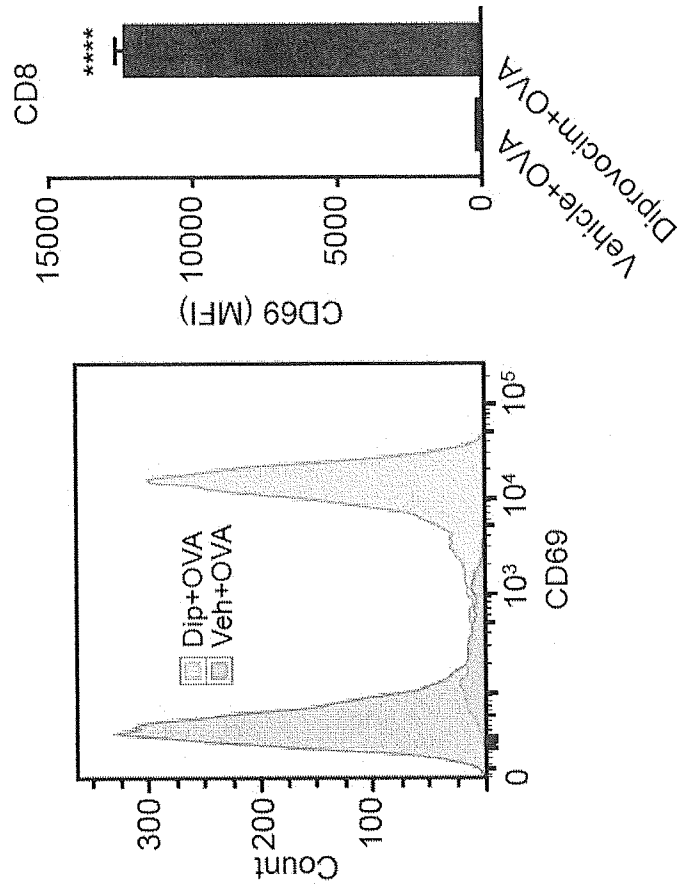 300
200
100
Count
Dip+OVA
Veh+OVA
0
10³
10⁴
10⁵
CD69
CD8
****
15000
10000
5000
0
CD69 (MFI)
Vehicle+OVA
Diprovocim+OVA